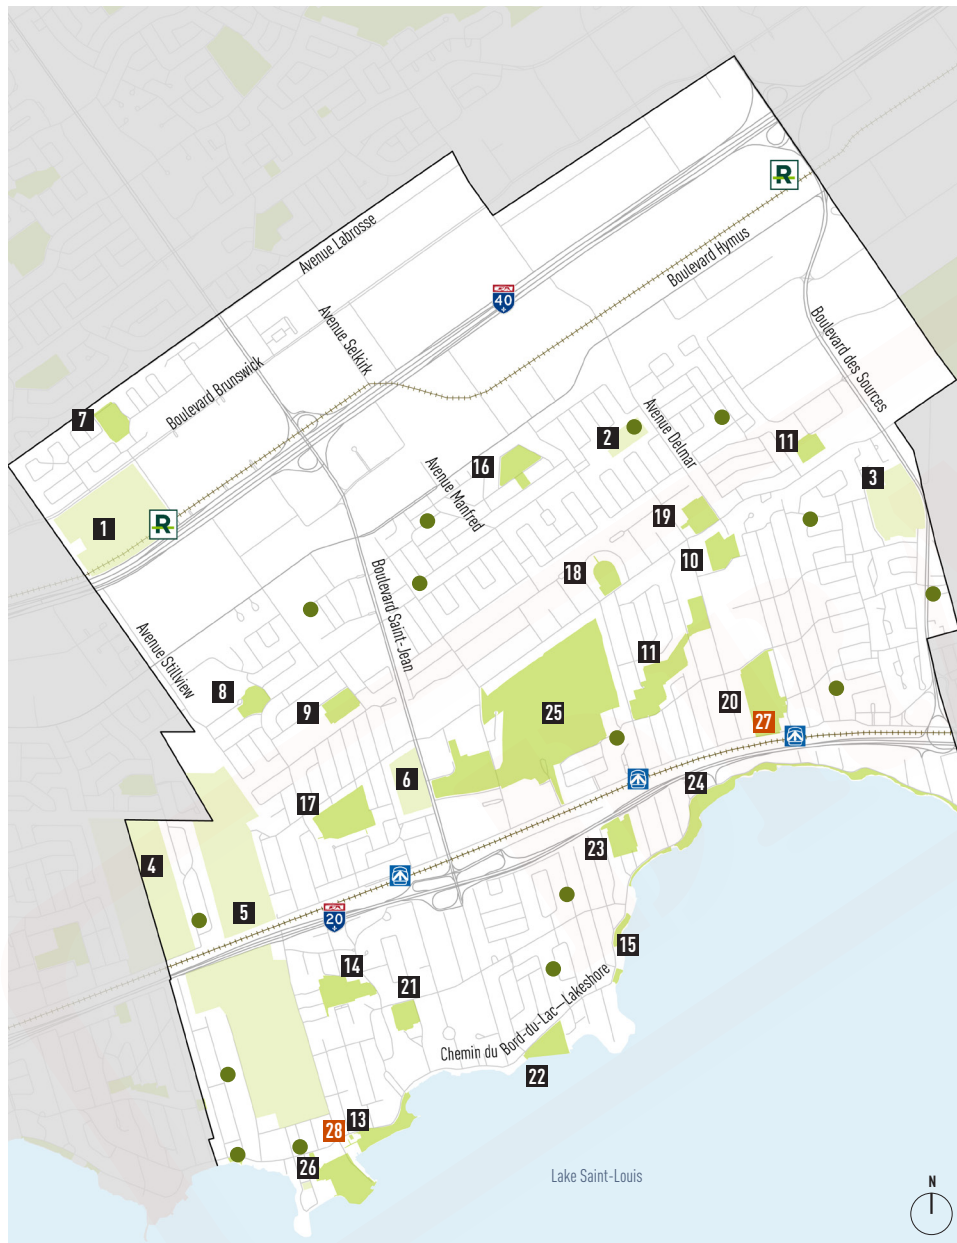 R
Avenue Labrosse
Boulevard Hymus
40
Avenue Selkirk
Boulevard des Sources
Boulevard Brunswick
7
Avenue Delmar
2
11
16
3
Avenue Manfred
1
R
19
10
18
Boulevard Saint-Jean
Avenue Stillview
11
8
9
20
25
27
6
24
17
23
4
5
20
15
14
21
Chemin du Bord-du-Lac–Lakeshore
22
13
28
26
Lake Saint-Louis
N